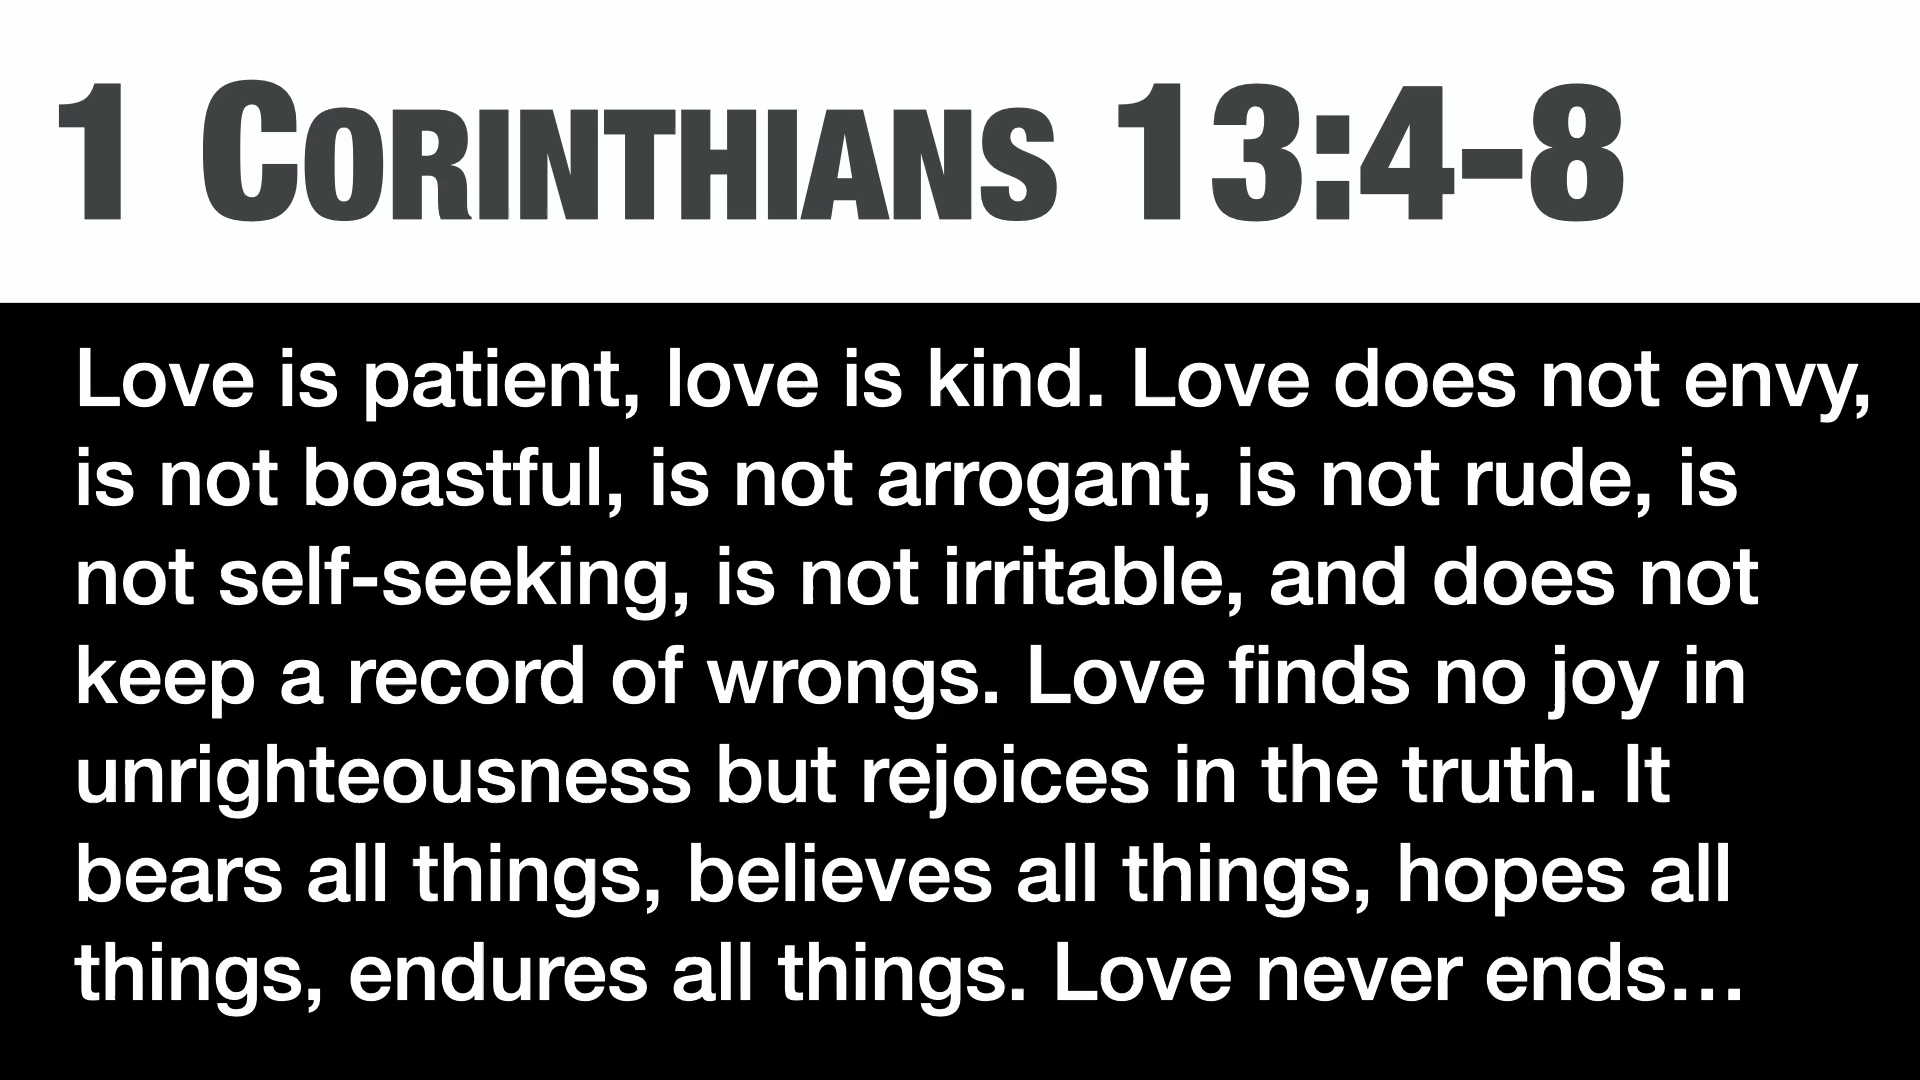 1 Corinthians 13:4-8
Love is patient, love is kind. Love does not envy,
is not boastful, is not arrogant, is not rude, is
not self-seeking, is not irritable, and does not
keep a record of wrongs. Love finds no joy in
unrighteousness but rejoices in the truth. It
bears all things, believes all things, hopes all
things, endures all things. Love never ends…